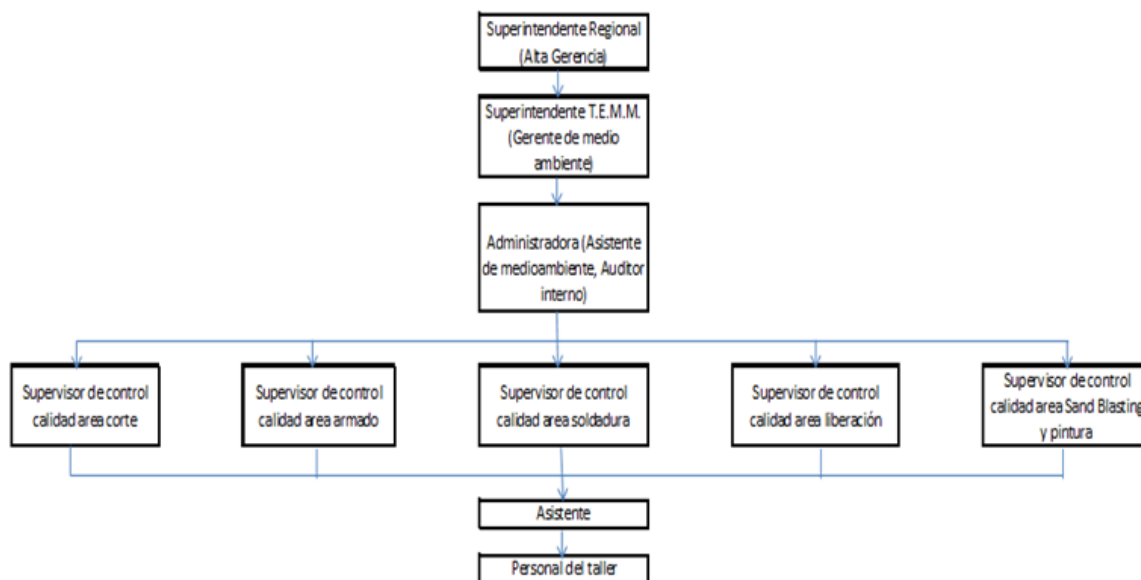 Superintendente Regional
(Alta Gerencia)
Superintendente T.E.M.M.
(Gerente de medio
ambiente)
Administradora (Asistente
de medioambiente, Auditor
interno)
Supervisor de control
calidad area corte
Supervisor de control
calidad area armado
Supervisor de control
calidad area soldadura
Supervisor de control
calidad area liberación
Supervisor de control
calidad area Sand Blasting
y pintura
Asistente
Personal del taller